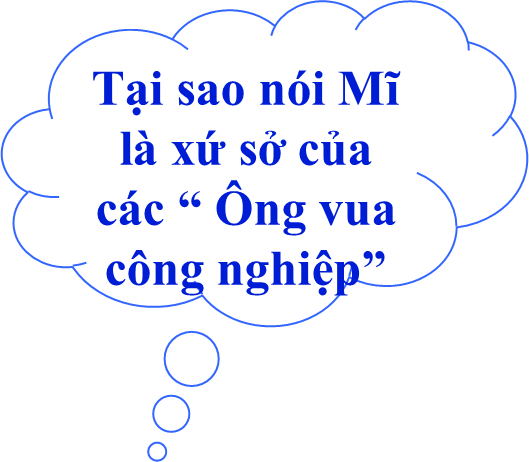 Tại sao nói Mĩ
là xứ sở của
các “ Ông vua
công nghiệp”